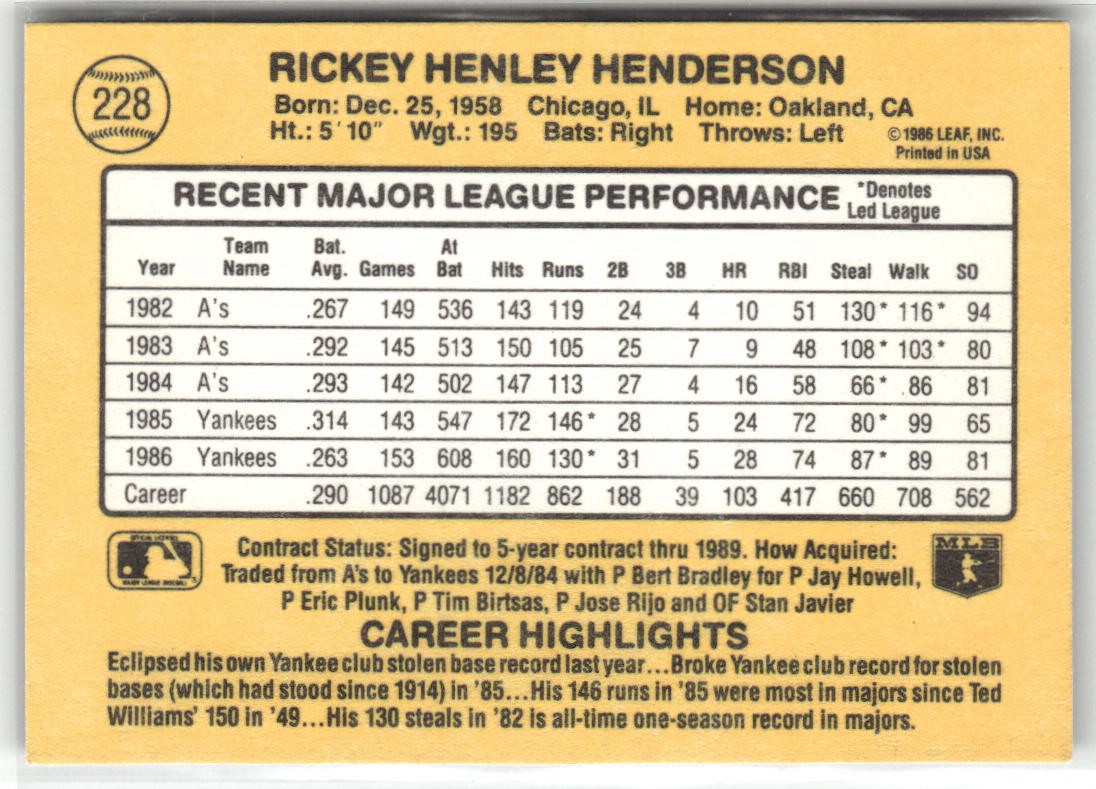 228
RICKEY HENLEY HENDERSON
Born: Dec. 25, 1958 Chicago, IL Home: Oakland, CA
Ht.: 5'10" Wgt.: 195 Bats: Right Throws: Left ©1986 LEAF, INC.
Printed in USA
RECENT MAJOR LEAGUE PERFORMANCE *Denotes
Led League
Year Team Name Bat. Avg. Games At Bat Hits Runs 2B 3B HR RBI Steal Walk SO
1982 A's .267 149 536 143 119 24 4 10 51 130* 116* 94
1983 A's .292 145 513 150 105 25 7 9 48 108* 103* 80
1984 A's .293 142 502 147 113 27 4 16 58 66* 86 81
1985 Yankees .314 143 547 172 146* 28 5 24 72 80* 99 65
1986 Yankees .263 153 608 160 130* 31 5 28 74 87* 89 81
Career .290 1087 4071 1182 862 188 39 103 417 660 708 562
Contract Status: Signed to 5-year contract thru 1989. How Acquired:
Traded from A's to Yankees 12/8/84 with P Bert Bradley for P Jay Howell,
P Eric Plunk, P Tim Birtsas, P Jose Rijo and OF Stan Javier
MLB
CAREER HIGHLIGHTS
Eclipsed his own Yankee club stolen base record last year...Broke Yankee club record for stolen
bases (which had stood since 1914) in '85...His 146 runs in '85 were most in majors since Ted
Williams' 150 in '49...His 130 steals in '82 is all-time one-season record in majors.